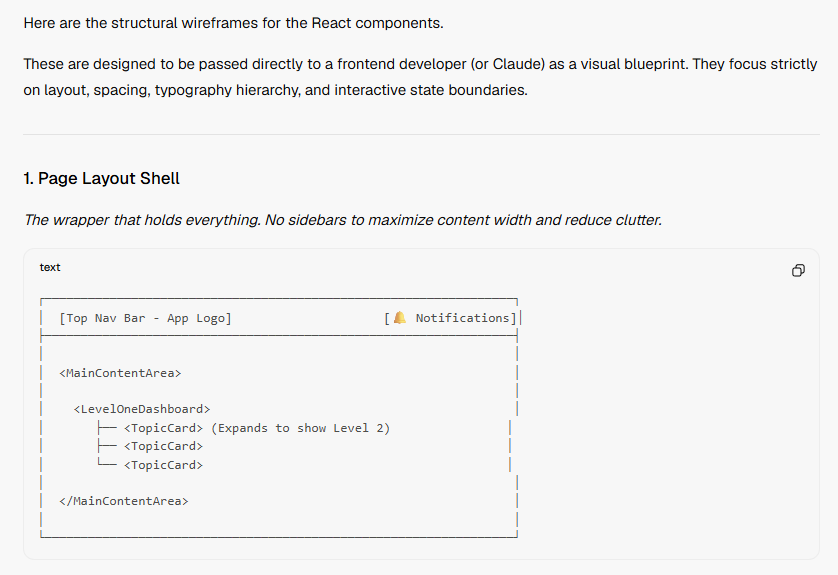 Here are the structural wireframes for the React components.
These are designed to be passed directly to a frontend developer (or Claude) as a visual blueprint. They focus strictly
on layout, spacing, typography hierarchy, and interactive state boundaries.
1. Page Layout Shell
The wrapper that holds everything. No sidebars to maximize content width and reduce clutter.
text
[Top Nav Bar - App Logo] [🔔 Notifications]
<MainContentArea>
<LevelOneDashboard>
├── <TopicCard> (Expands to show Level 2)
├── <TopicCard>
└── <TopicCard>
</MainContentArea>